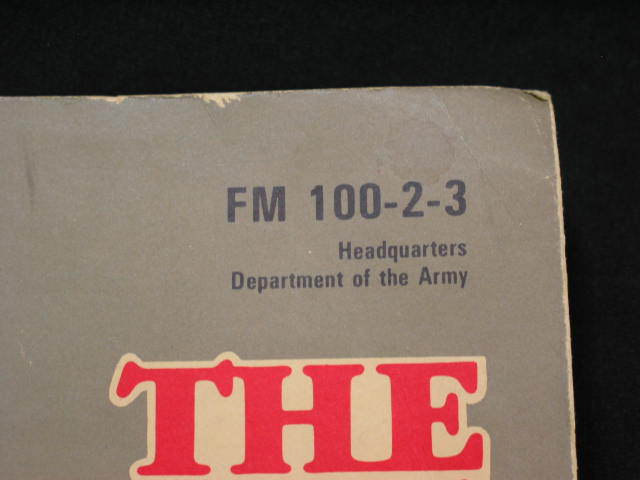 FM 100-2-3
Headquarters
Department of the Army
THE